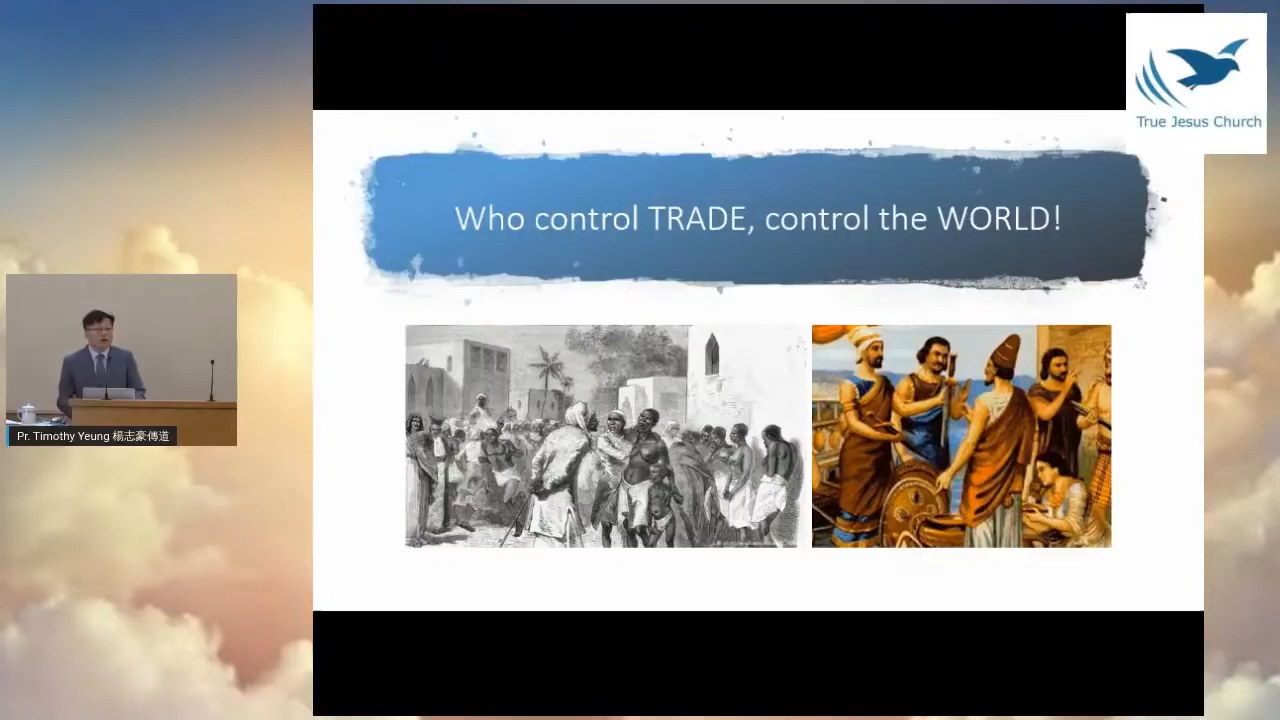 True Jesus Church
Who control TRADE, control the WORLD!
Pr. Timothy Yeung 楊志豪傳道